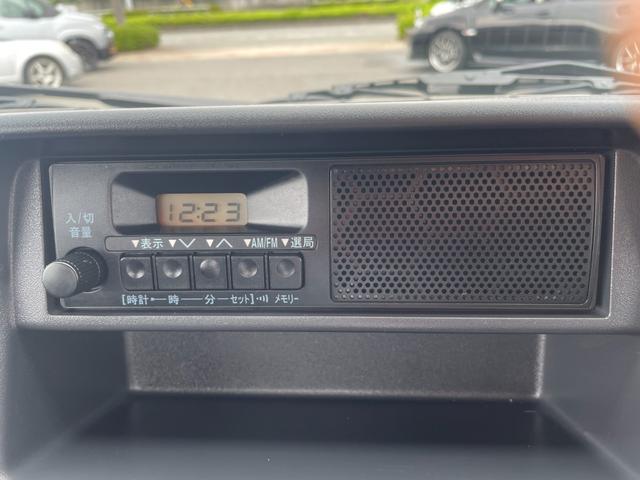 入/切
音量
12:23
▼表示 ▼∨ ▼∧ ▼AM/FM ▼選局
[時計•─時──分─セット]•))) メモリー